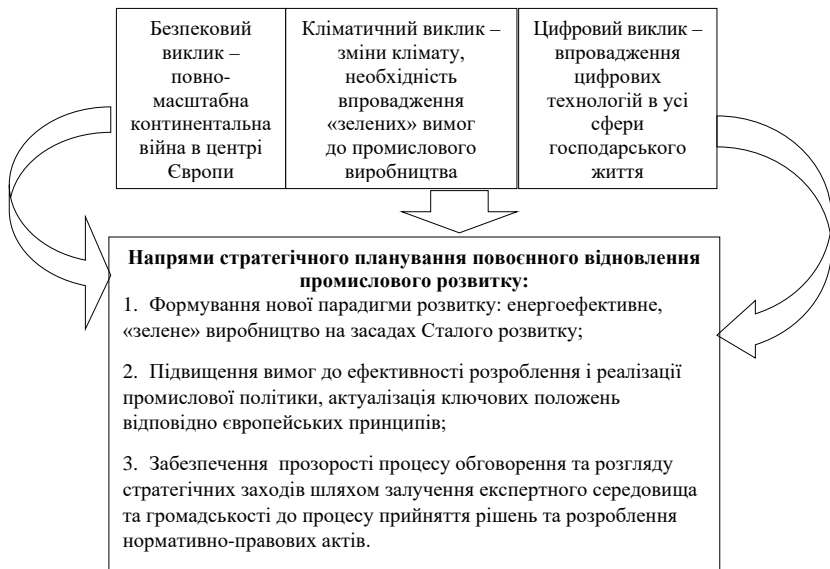 Безпековий
виклик –
повно-
масштабна
континентальна
війна в центрі
Європи
Кліматичний виклик –
зміни клімату,
необхідність
впровадження
«зелених» вимог
до промислового
виробництва
Цифровий виклик –
впровадження
цифрових
технологій в усі
сфери
господарського
життя
Напрями стратегічного планування повоєнного відновлення
промислового розвитку:
1. Формування нової парадигми розвитку: енергоефективне,
«зелене» виробництво на засадах Сталого розвитку;
2. Підвищення вимог до ефективності розроблення і реалізації
промислової політики, актуалізація ключових положень
відповідно європейських принципів;
3. Забезпечення прозорості процесу обговорення та розгляду
стратегічних заходів шляхом залучення експертного середовища
та громадськості до процесу прийняття рішень та розроблення
нормативно-правових актів.